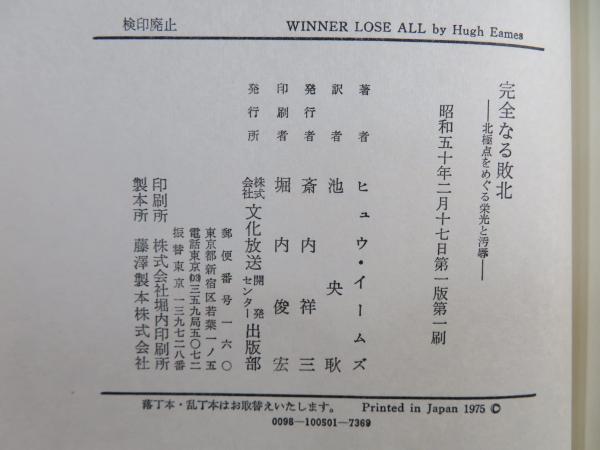 検印廃止
WINNER LOSE ALL by Hugh Eames
完全なる敗北
──北極点をめぐる栄光と汚辱──
昭和五十年二月十七日第一版第一刷
著者 ヒュウ・イームズ
訳者 池央耿
発行者 斎内祥三
印刷者 堀内俊宏
発行所 株式会社文化放送開発センター出版部
郵便番号一六〇
東京都新宿区若葉一ノ五
電話東京(03)三五九局五〇七二
振替東京一三九七二八番
印刷所 株式会社堀内印刷所
製本所 藤澤製本株式会社
落丁本・乱丁本はお取替えいたします。 Printed in Japan 1975 ©
0098-100501-7369